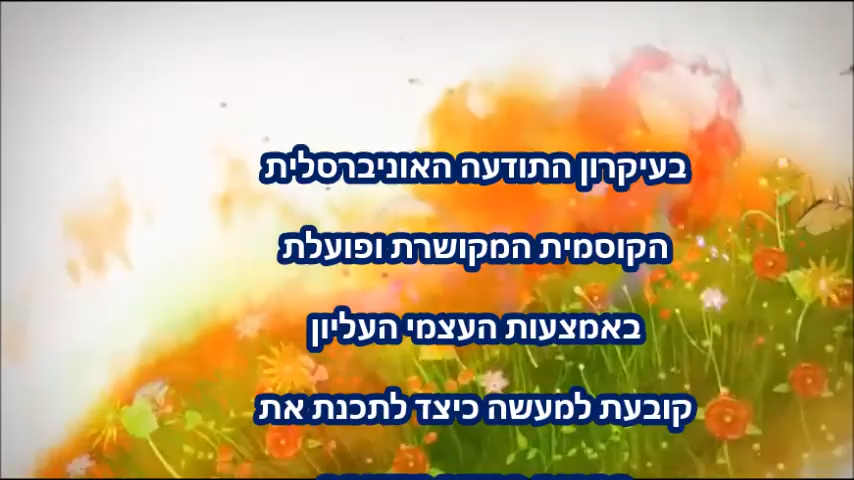 בעיקרון התודעה האוניברסלית
הקוסמית המקושרת ופועלת
באמצעות העצמי העליון
קובעת למעשה כיצד לתכנת את